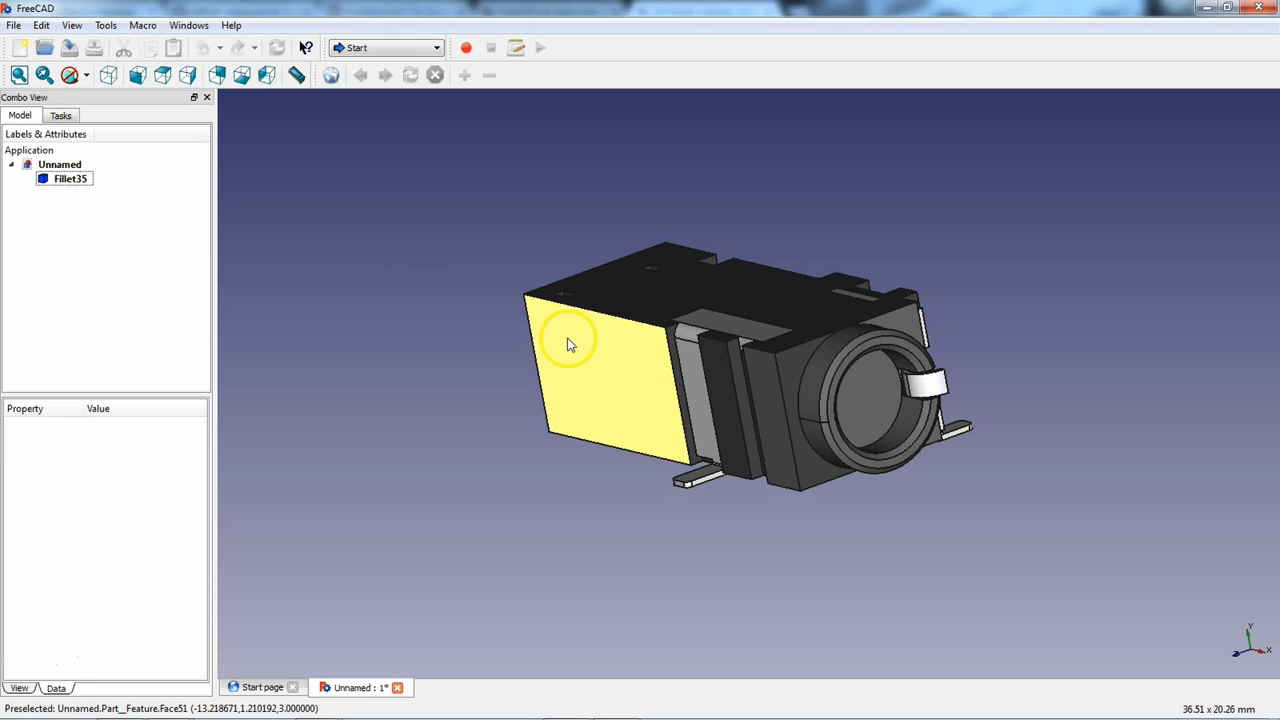 FreeCAD
File Edit View Tools Macro Windows Help
Start
Combo View
Model Tasks
Labels & Attributes
Application
Unnamed
Fillet35
Property Value
Y
Z X
View Data
Start page Unnamed : 1*
Preselected: Unnamed.Part__Feature.Face51 (-13.218671,1.210192,3.000000) 36.51 x 20.26 mm